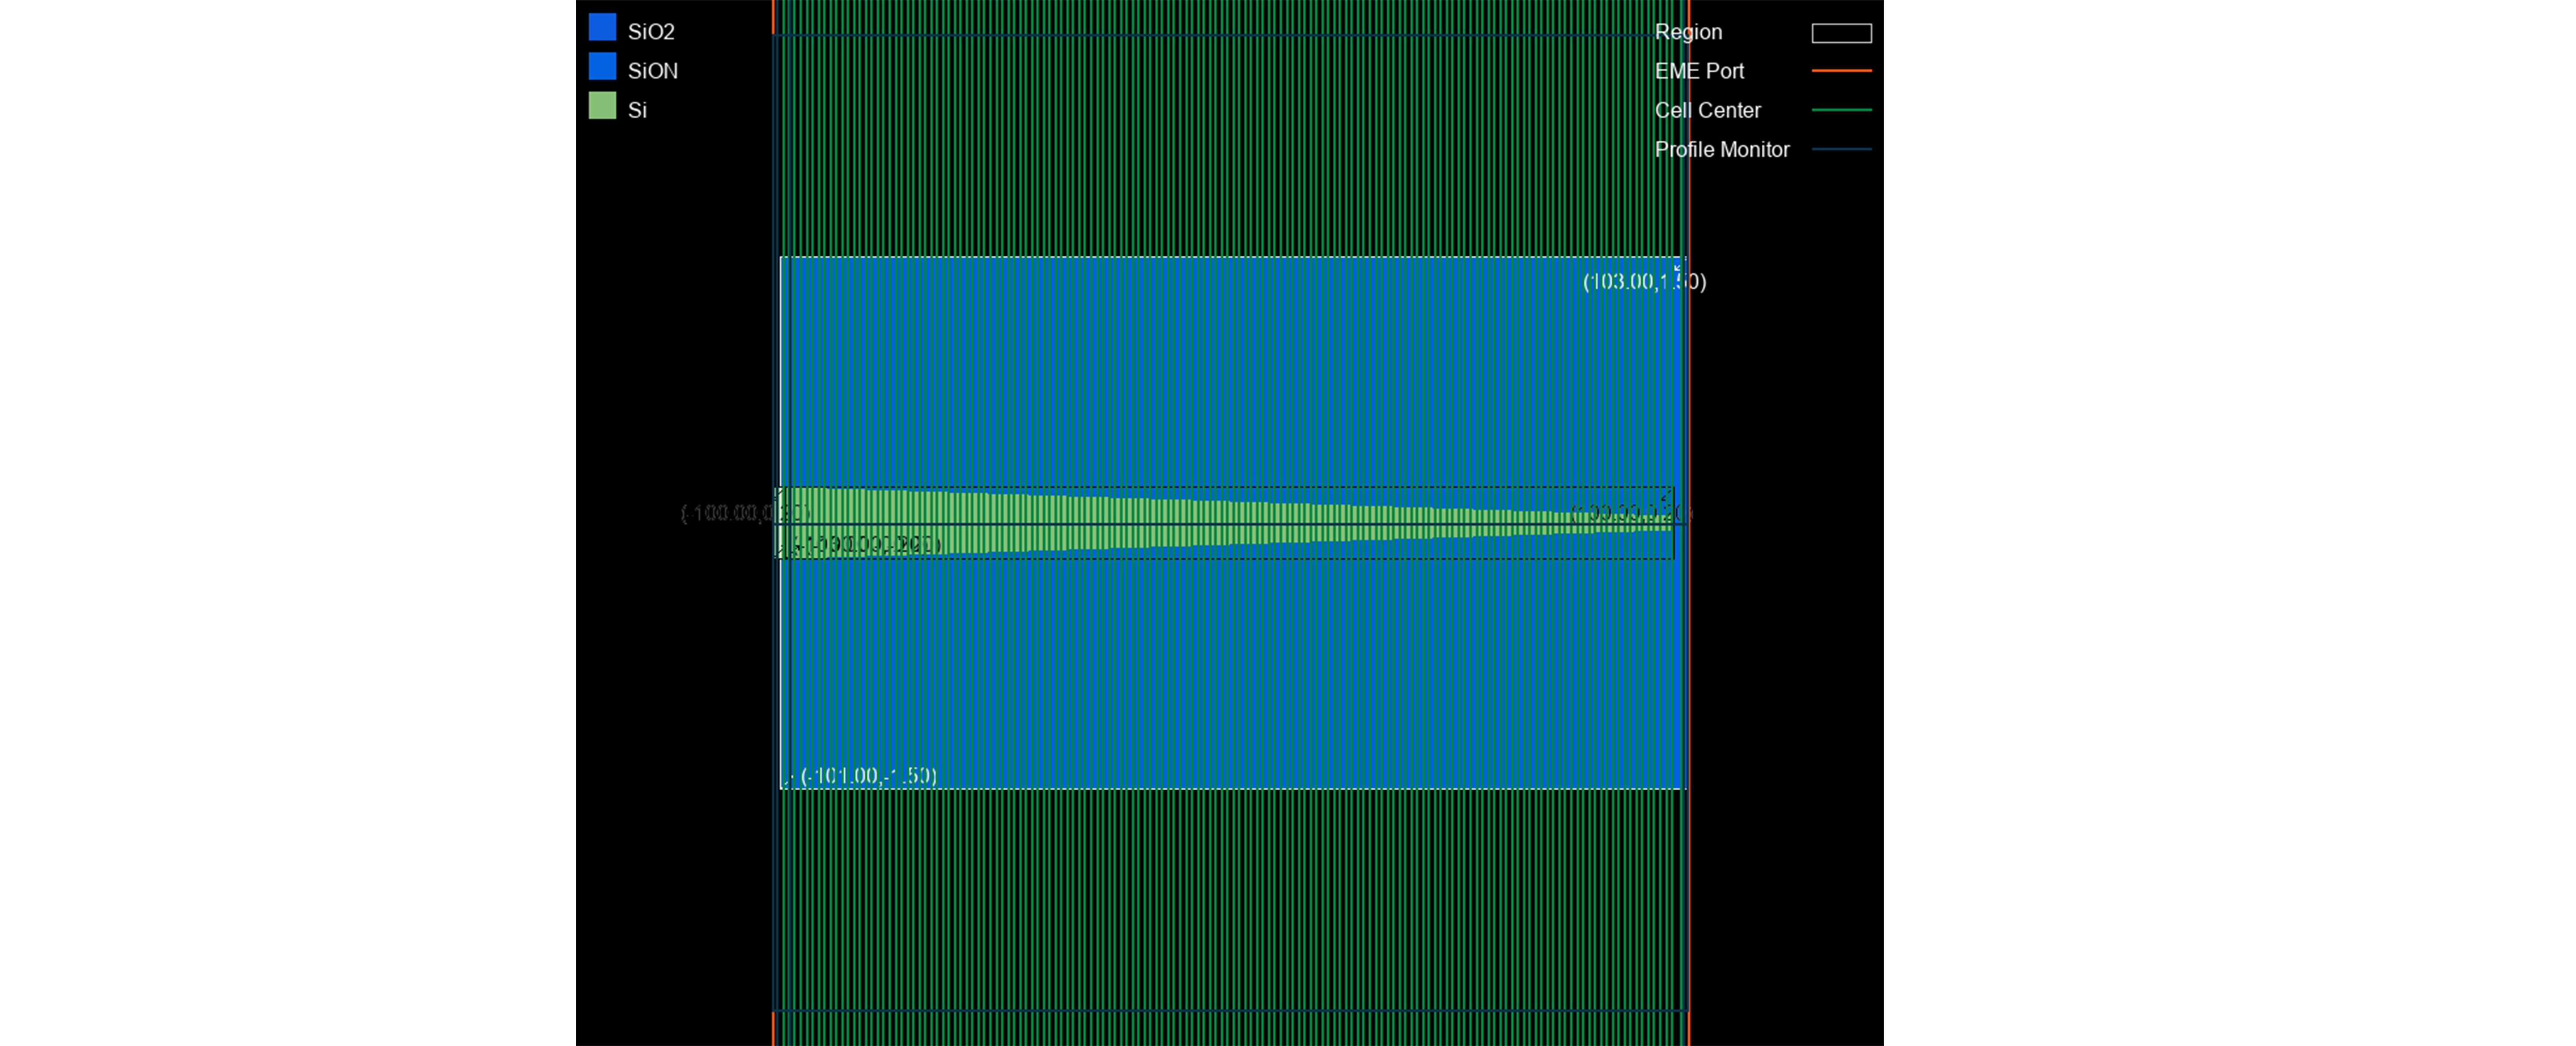 SiO2
SiON
Si
Region
EME Port
Cell Center
Profile Monitor
(103.00,1.50)
(-101.00,-1.50)